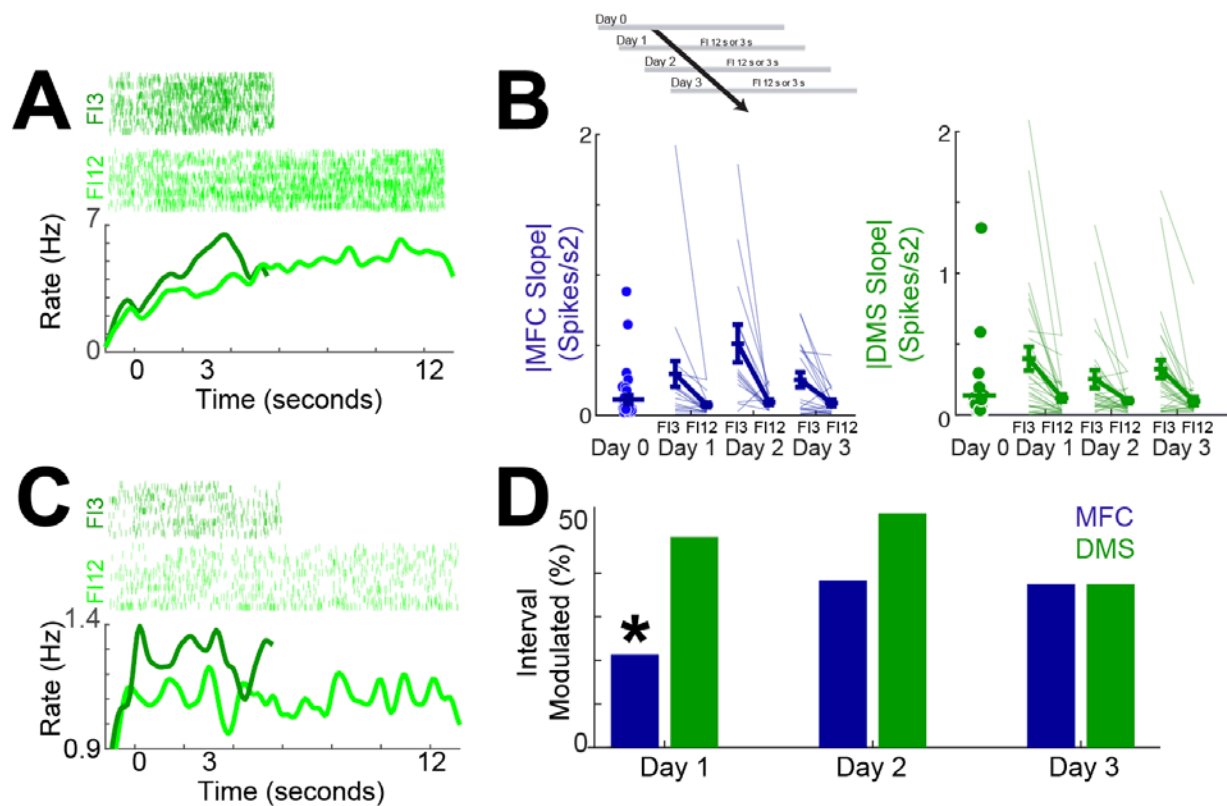 A
FI3
FI12
7
Rate (Hz)
0
0 3 12
Time (seconds)
Day 0
Day 1 FI 12 s or 3 s
Day 2 FI 12 s or 3 s
Day 3 FI 12 s or 3 s
B
2
|MFC Slope|
(Spikes/s2)
0
FI3 FI12 FI3 FI12 FI3 FI12
Day 0 Day 1 Day 2 Day 3
2
|DMS Slope|
(Spikes/s2)
0
FI3 FI12 FI3 FI12 FI3 FI12
Day 0 Day 1 Day 2 Day 3
C
FI3
FI12
1.4
Rate (Hz)
0.9
0 3 12
Time (seconds)
D
50
Interval
Modulated (%)
0
*
MFC
DMS
Day 1 Day 2 Day 3